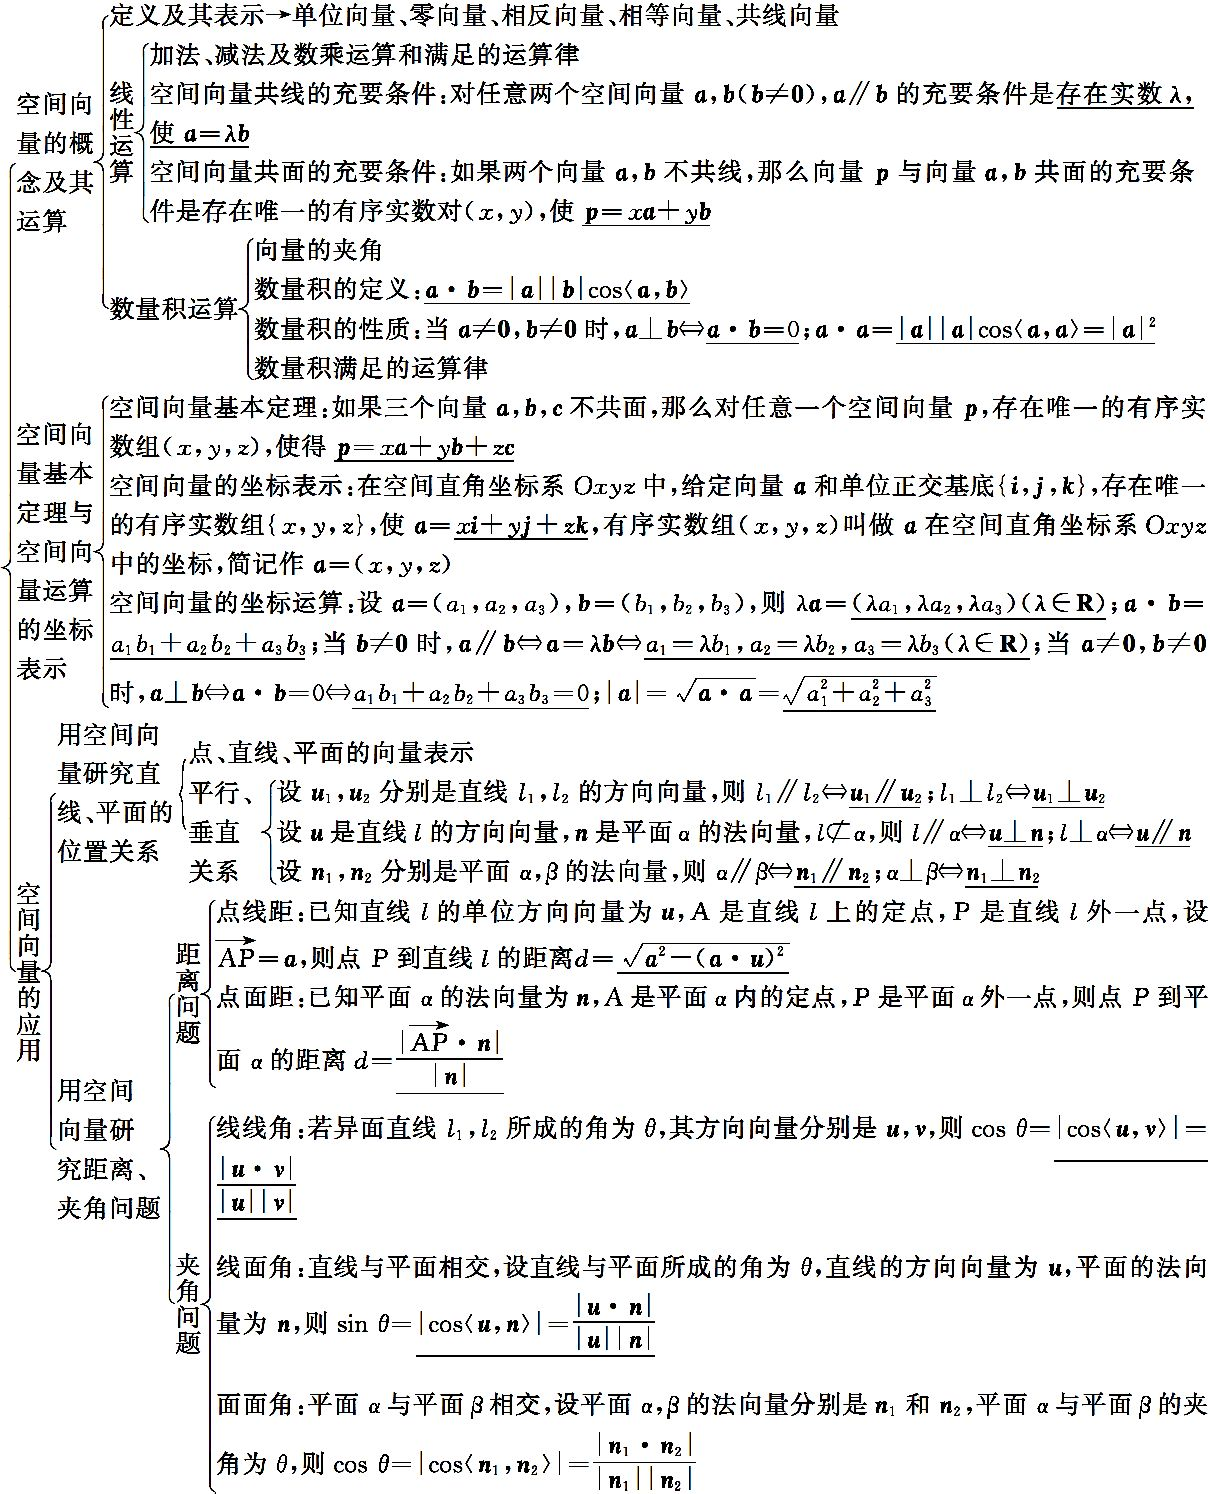 定义及其表示→单位向量、零向量、相反向量、相等向量、共线向量
空间向
量的概
念及其
运算
线
性
运
算
加法、减法及数乘运算和满足的运算律
空间向量共线的充要条件:对任意两个空间向量 a,b(b≠0),a∥b 的充要条件是存在实数 λ,
使 a=λb
空间向量共面的充要条件:如果两个向量 a,b 不共线,那么向量 p 与向量 a,b 共面的充要条
件是存在唯一的有序实数对(x,y),使 p=xa+yb
数量积运算
向量的夹角
数量积的定义:a·b=|a||b|cos⟨a,b⟩
数量积的性质:当 a≠0,b≠0 时,a⊥b⇔a·b=0;a·a=|a||a|cos⟨a,a⟩=|a|²
数量积满足的运算律
空间向
量基本
定理与
空间向
量运算
的坐标
表示
空间向量基本定理:如果三个向量 a,b,c 不共面,那么对任意一个空间向量 p,存在唯一的有序实
数组(x,y,z),使得 p=xa+yb+zc
空间向量的坐标表示:在空间直角坐标系 Oxyz 中,给定向量 a 和单位正交基底{i,j,k},存在唯一
的有序实数组{x,y,z},使 a=xi+yj+zk,有序实数组(x,y,z)叫做 a 在空间直角坐标系 Oxyz
中的坐标,简记作 a=(x,y,z)
空间向量的坐标运算:设 a=(a₁,a₂,a₃),b=(b₁,b₂,b₃),则 λa=(λa₁,λa₂,λa₃)(λ∈R);a·b=
a₁b₁+a₂b₂+a₃b₃;当 b≠0 时,a∥b⇔a=λb⇔a₁=λb₁,a₂=λb₂,a₃=λb₃(λ∈R);当 a≠0,b≠0
时,a⊥b⇔a·b=0⇔a₁b₁+a₂b₂+a₃b₃=0;|a|=√(a·a)=√(a₁²+a₂²+a₃²)
空间向量的应用
用空间向
量研究直
线、平面的
位置关系
点、直线、平面的向量表示
平行、
垂直
关系
设 u₁,u₂ 分别是直线 l₁,l₂ 的方向向量,则 l₁∥l₂⇔u₁∥u₂;l₁⊥l₂⇔u₁⊥u₂
设 u 是直线 l 的方向向量,n 是平面 α 的法向量,l⊄α,则 l∥α⇔u⊥n;l⊥α⇔u∥n
设 n₁,n₂ 分别是平面 α,β 的法向量,则 α∥β⇔n₁∥n₂;α⊥β⇔n₁⊥n₂
用空间
向量研
究距离、
夹角问题
距
离
问
题
点线距:已知直线 l 的单位方向向量为 u,A 是直线 l 上的定点,P 是直线 l 外一点,设
→AP=a,则点 P 到直线 l 的距离d=√(a²-(a·u)²)
点面距:已知平面 α 的法向量为 n,A 是平面 α 内的定点,P 是平面 α 外一点,则点 P 到平
面 α 的距离 d=|→AP·n|/|n|
夹
角
问
题
线线角:若异面直线 l₁,l₂ 所成的角为 θ,其方向向量分别是 u,v,则 cos θ=|cos⟨u,v⟩|=
|u·v|/|u||v|
线面角:直线与平面相交,设直线与平面所成的角为 θ,直线的方向向量为 u,平面的法向
量为 n,则 sin θ=|cos⟨u,n⟩|=|u·n|/|u||n|
面面角:平面 α 与平面 β 相交,设平面 α,β 的法向量分别是 n₁ 和 n₂,平面 α 与平面 β 的夹
角为 θ,则 cos θ=|cos⟨n₁,n₂⟩|=|n₁·n₂|/|n₁||n₂|